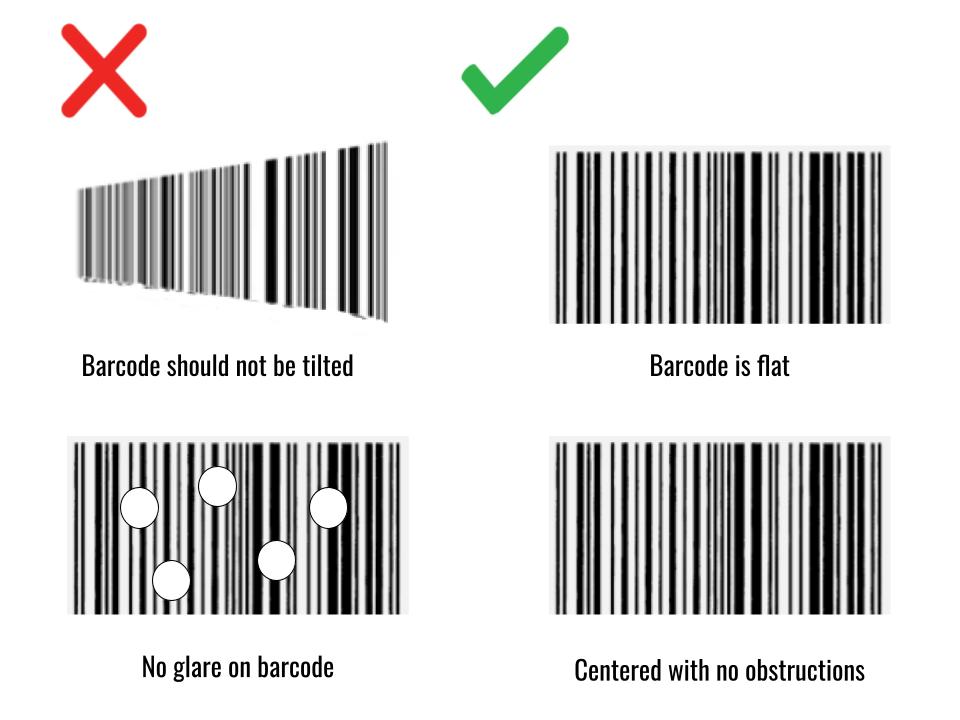 Barcode should not be tilted
Barcode is flat
No glare on barcode
Centered with no obstructions